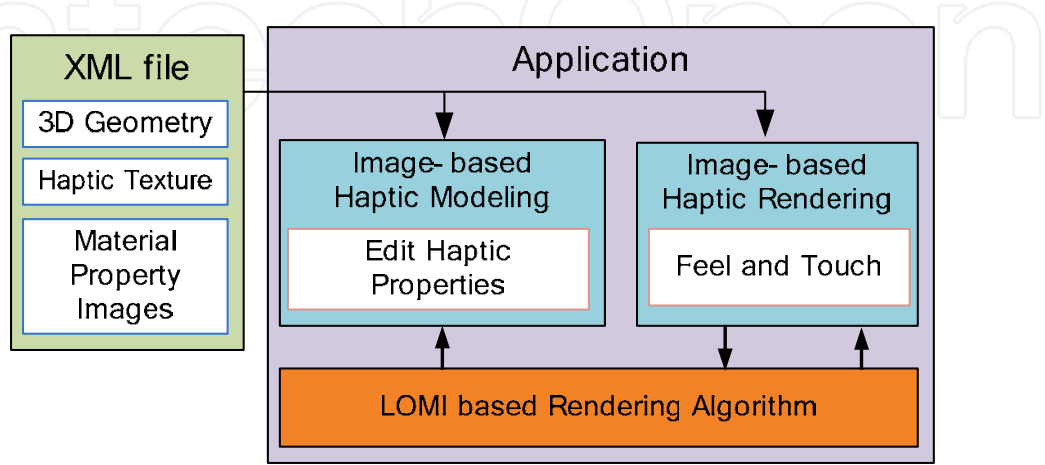 XML file
3D Geometry
Haptic Texture
Material
Property
Images
Application
Image- based
Haptic Modeling
Edit Haptic
Properties
Image- based
Haptic Rendering
Feel and Touch
LOMI based Rendering Algorithm